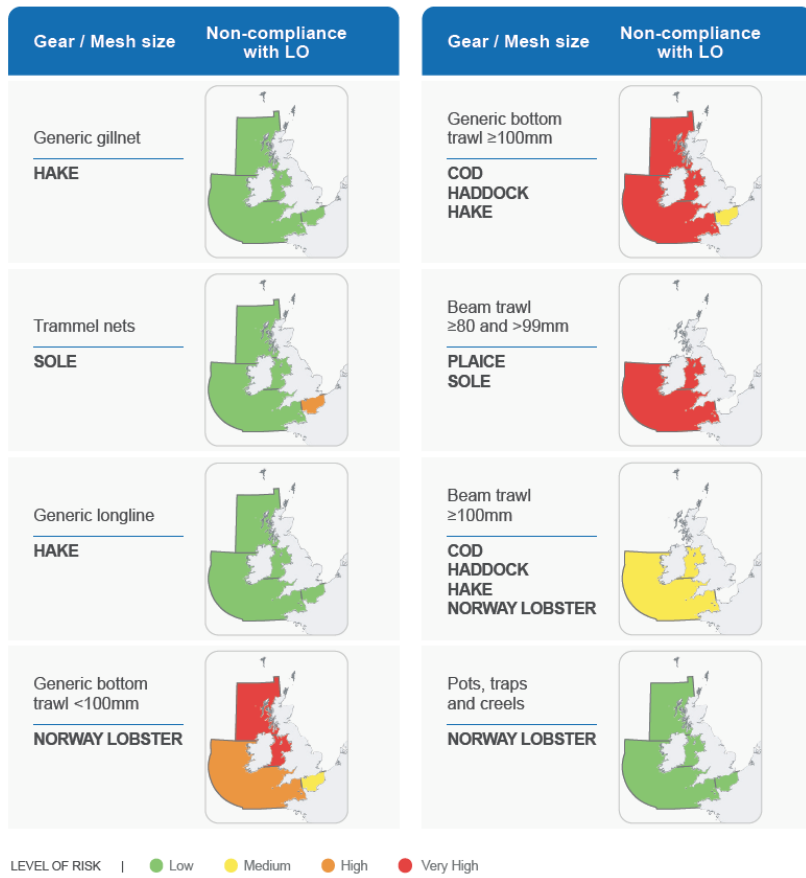 Gear / Mesh size
Non-compliance
with LO
Generic gillnet
HAKE
Trammel nets
SOLE
Generic longline
HAKE
Generic bottom
trawl <100mm
NORWAY LOBSTER
Gear / Mesh size
Non-compliance
with LO
Generic bottom
trawl ≥100mm
COD
HADDOCK
HAKE
Beam trawl
≥80 and >99mm
PLAICE
SOLE
Beam trawl
≥100mm
COD
HADDOCK
HAKE
NORWAY LOBSTER
Pots, traps
and creels
NORWAY LOBSTER
LEVEL OF RISK | Low Medium High Very High